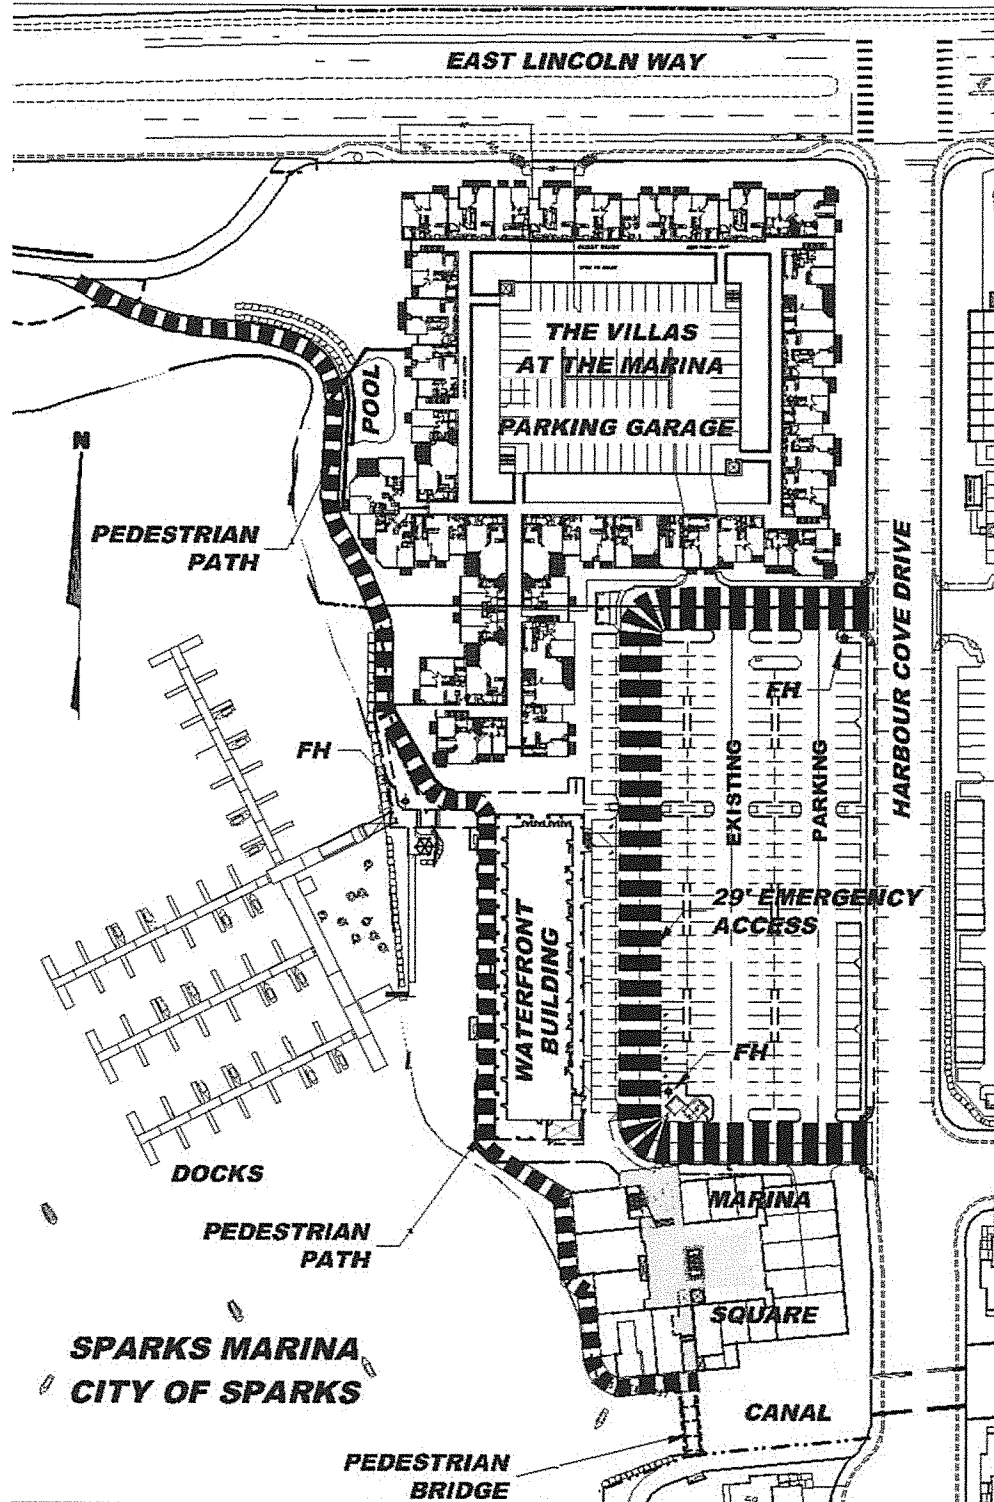 EAST LINCOLN WAY
THE VILLAS
AT THE MARINA
PARKING GARAGE
POOL
N
PEDESTRIAN
PATH
HARBOUR COVE DRIVE
FH
FH
EXISTING
PARKING
29' EMERGENCY
ACCESS
WATERFRONT
BUILDING
FH
DOCKS
MARINA
SQUARE
PEDESTRIAN
PATH
SPARKS MARINA
CITY OF SPARKS
CANAL
PEDESTRIAN
BRIDGE